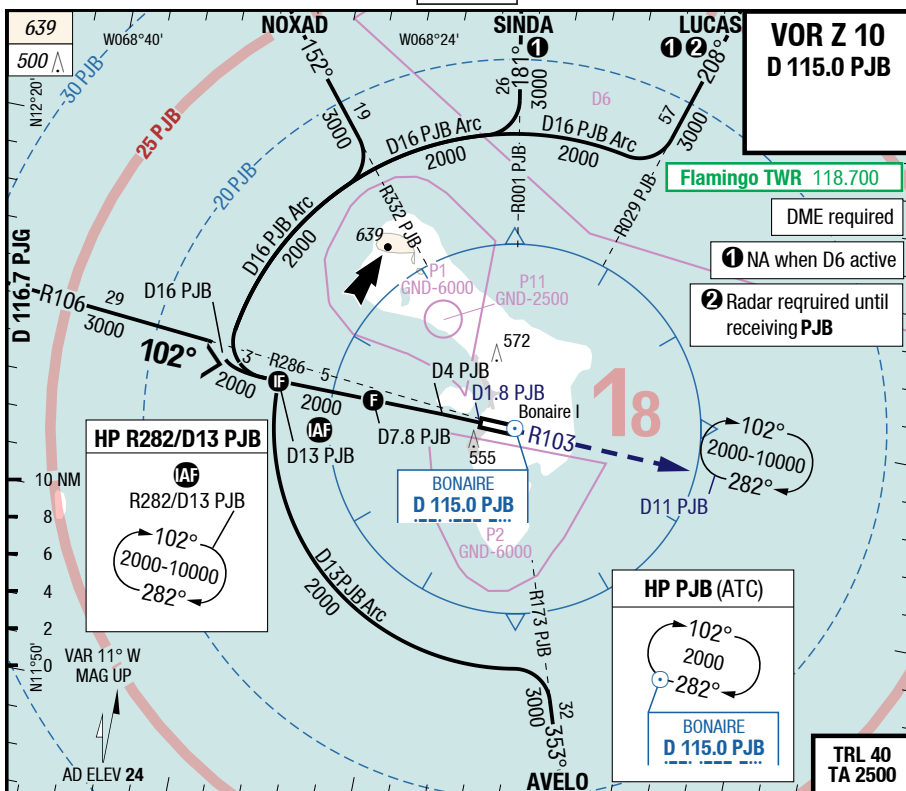 639
500
NOXAD
SINDA
LUCAS
W068°40'
W068°24'
❶
❶ ❷
VOR Z 10
D 115.0 PJB
30 PJB
N12°20'
25 PJB
20 PJB
152°
19
3000
181°
26
3000
208°
57
3000
D6
D16 PJB Arc
2000
D16 PJB Arc
2000
D16 PJB Arc
2000
R332 PJB
R001 PJB
R029 PJB
Flamingo TWR 118.700
DME required
❶ NA when D6 active
❷ Radar reqruired until
receiving PJB
639
P1
GND-6000
P11
GND-2500
D 116.7 PJG
R106
29
3000
D16 PJB
102°
3
R286
5
2000
IF
2000
F
IAF
D13 PJB
D7.8 PJB
D4 PJB
572
D1.8 PJB
Bonaire I
18
R103
555
BONAIRE
D 115.0 PJB
102°
2000-10000
282°
D11 PJB
HP R282/D13 PJB
IAF
R282/D13 PJB
102°
2000-10000
282°
10 NM
8
6
4
2
0
N11°50'
P2
GND-6000
D13PJB Arc
2000
R173 PJB
3000
32
353°
AVELO
HP PJB (ATC)
102°
2000
282°
BONAIRE
D 115.0 PJB
VAR 11° W
MAG UP
AD ELEV 24
TRL 40
TA 2500